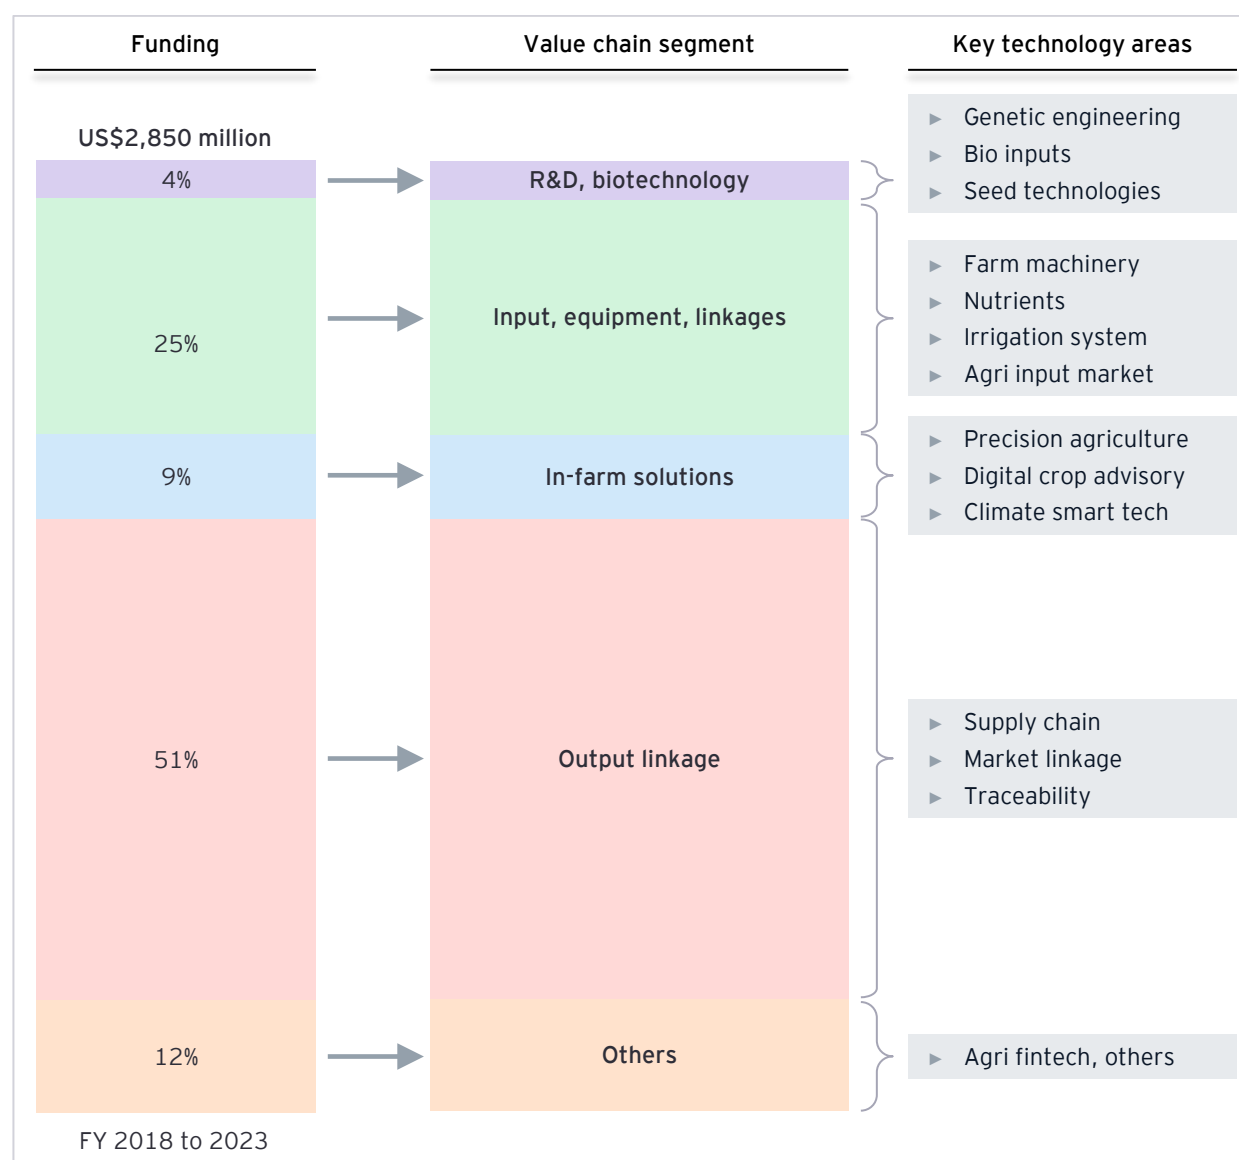 Funding
Value chain segment
Key technology areas
US$2,850 million
4%
R&D, biotechnology
► Genetic engineering
► Bio inputs
► Seed technologies
25%
Input, equipment, linkages
► Farm machinery
► Nutrients
► Irrigation system
► Agri input market
9%
In-farm solutions
► Precision agriculture
► Digital crop advisory
► Climate smart tech
51%
Output linkage
► Supply chain
► Market linkage
► Traceability
12%
Others
► Agri fintech, others
FY 2018 to 2023